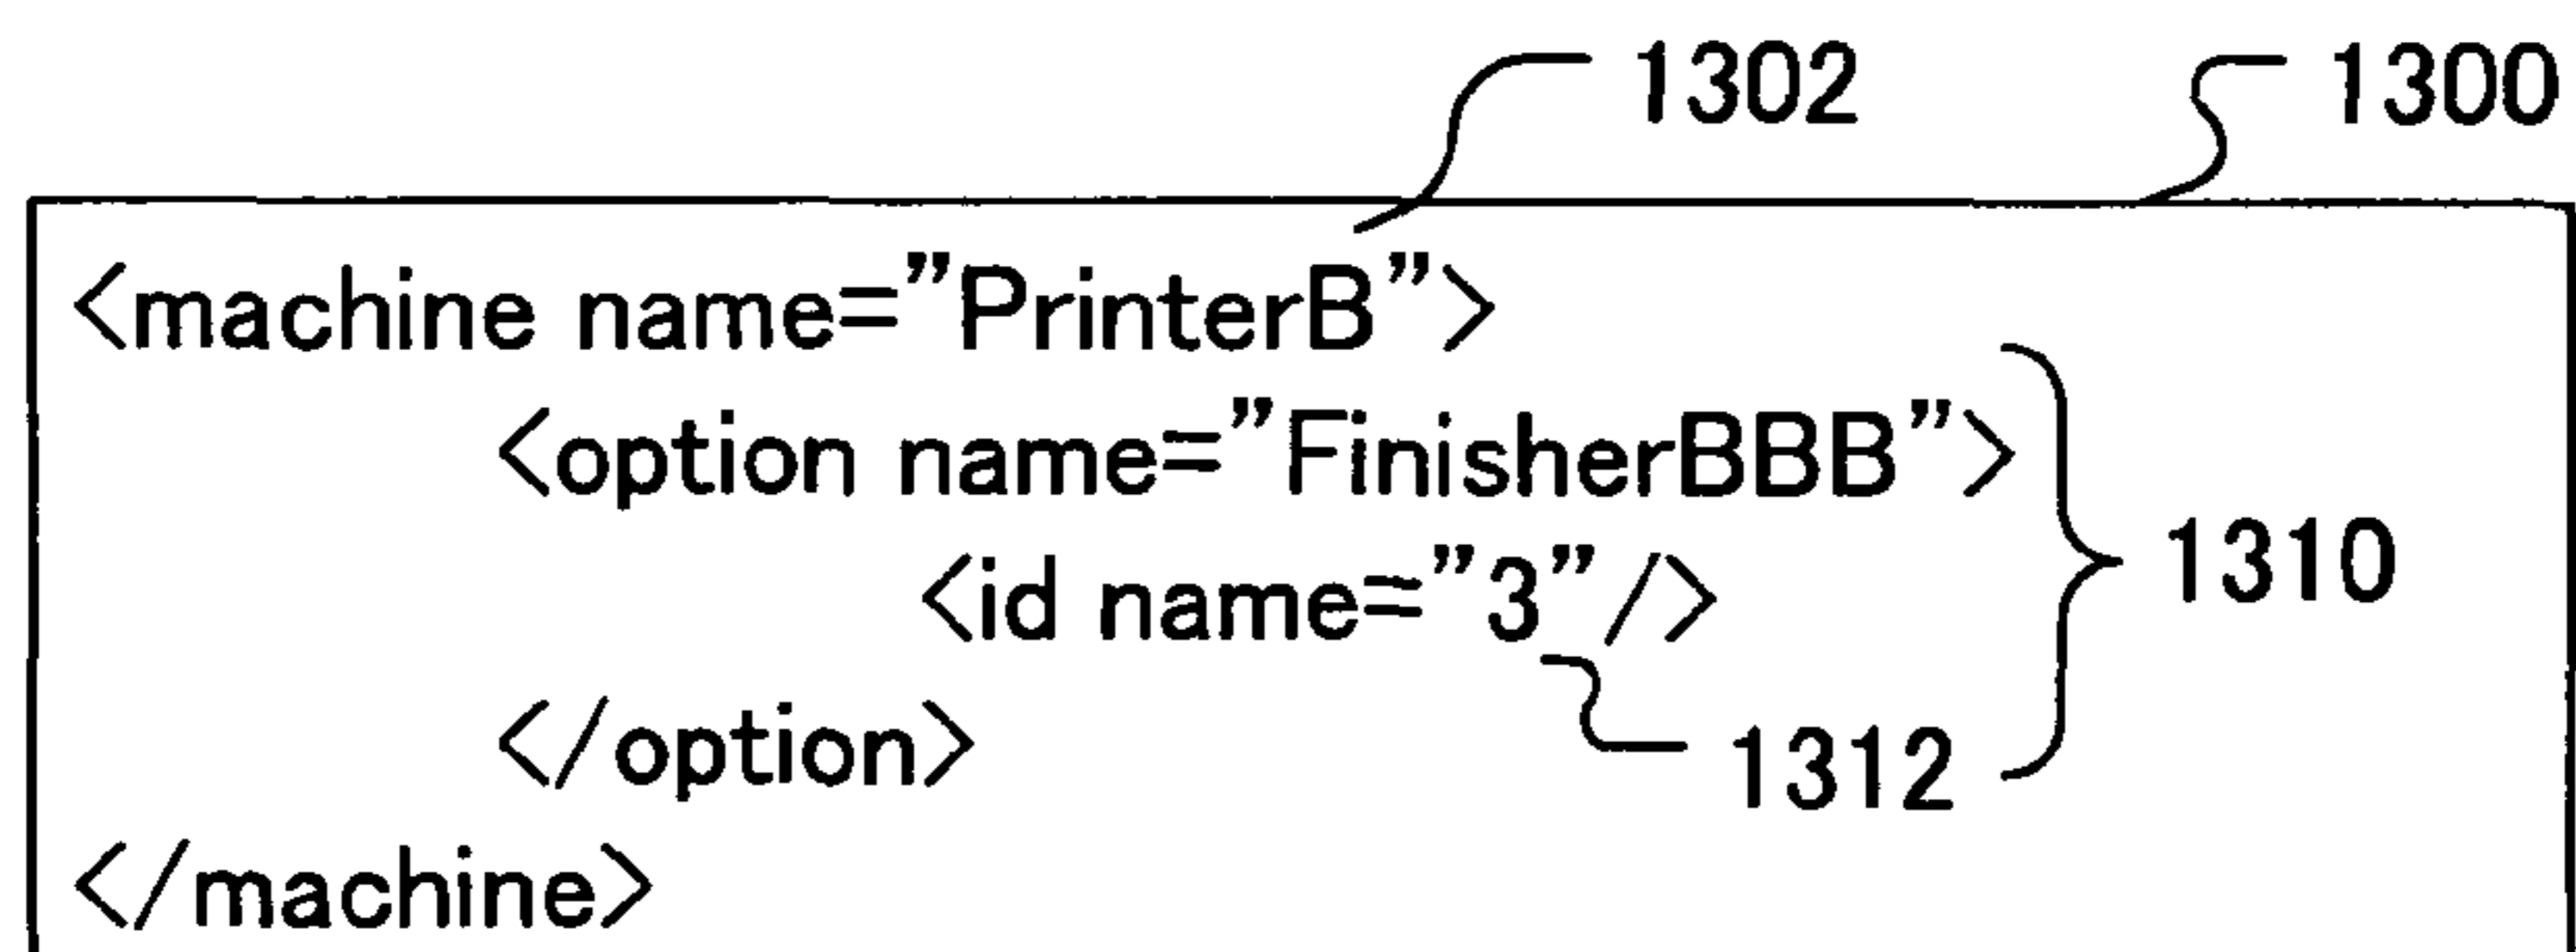 1302 1300
<machine name=”PrinterB”>
<option name=”FinisherBBB”>
<id name=”3”/>
1310
</option>
1312
</machine>